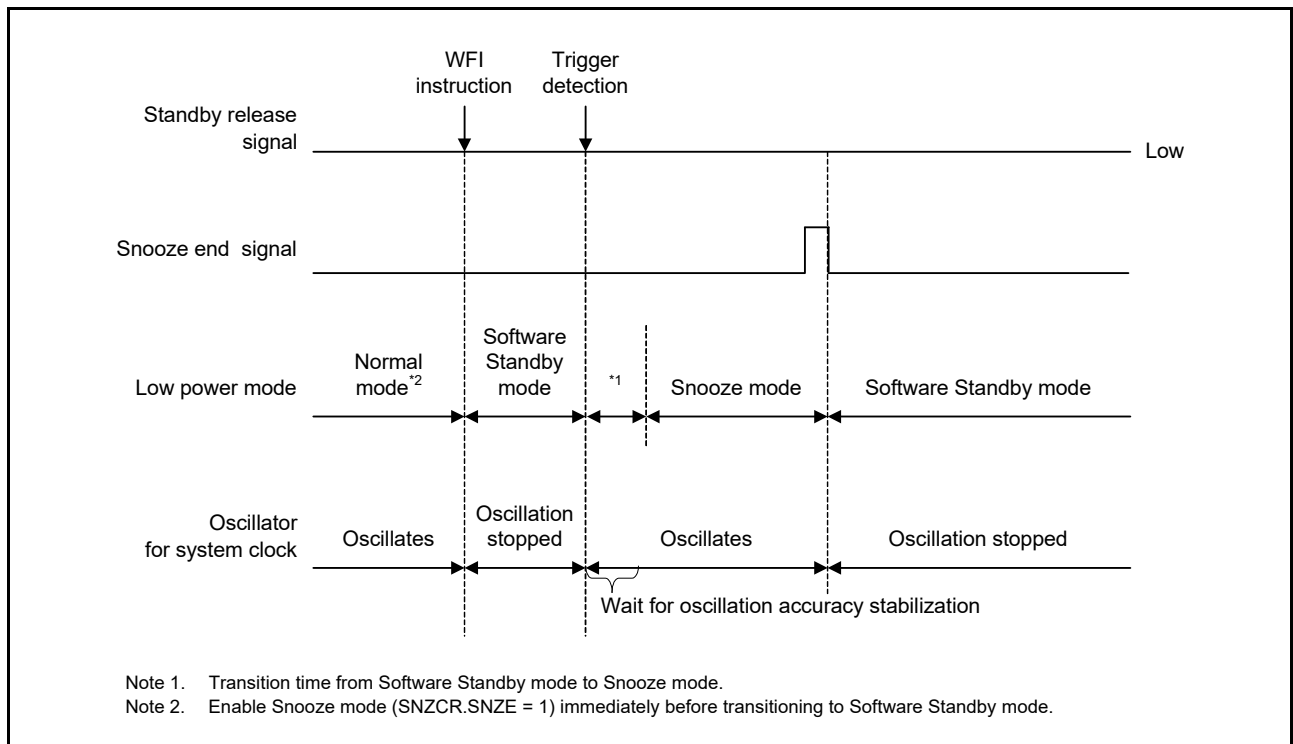 WFI
instruction
Trigger
detection
Standby release
signal
Low
Snooze end signal
Low power mode
Normal
mode*2
Software
Standby
mode
*1
Snooze mode
Software Standby mode
Oscillator
for system clock
Oscillates
Oscillation
stopped
Oscillates
Oscillation stopped
Wait for oscillation accuracy stabilization
Note 1. Transition time from Software Standby mode to Snooze mode.
Note 2. Enable Snooze mode (SNZCR.SNZE = 1) immediately before transitioning to Software Standby mode.